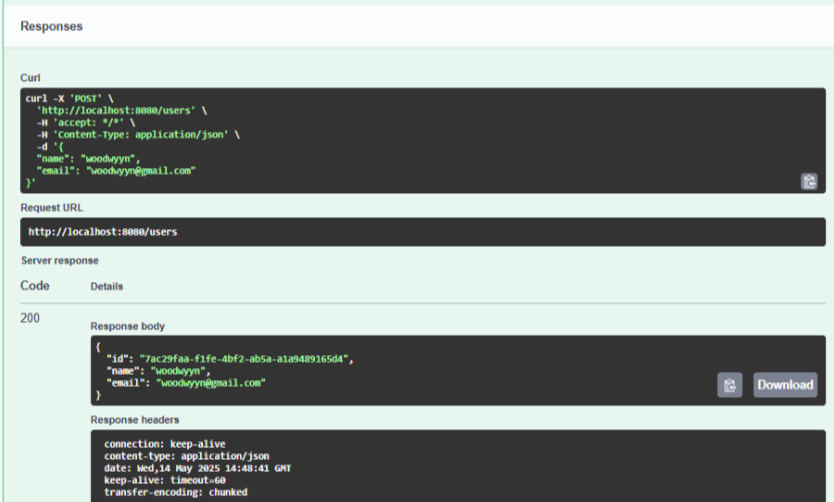 Responses
Curl
curl -X 'POST' \
'http://localhost:8080/users' \
-H 'accept: */*' \
-H 'Content-Type: application/json' \
-d '{
"name": "woodwyyn",
"email": "woodwyyn@gmail.com"
}'
Request URL
http://localhost:8080/users
Server response
Code Details
200
Response body
{
"id": "7ac29faa-f1fe-4bf2-ab5a-a1a9489165d4",
"name": "woodwyyn",
"email": "woodwyyn@gmail.com"
}
Download
Response headers
connection: keep-alive
content-type: application/json
date: Wed,14 May 2025 14:48:41 GMT
keep-alive: timeout=60
transfer-encoding: chunked